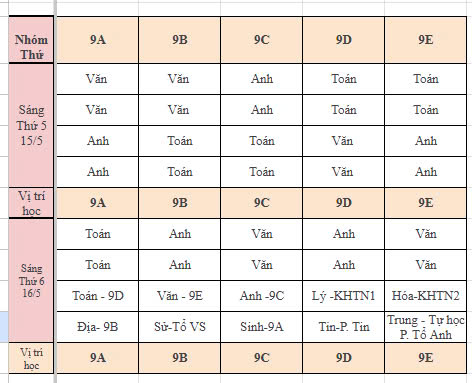 Nhóm Thứ 9A 9B 9C 9D 9E
Sáng Thứ 5 15/5
Văn Văn Anh Toán Toán
Văn Văn Anh Toán Toán
Anh Toán Toán Văn Anh
Anh Toán Toán Văn Anh
Vị trí học 9A 9B 9C 9D 9E
Sáng Thứ 6 16/5
Toán Anh Văn Anh Văn
Toán Anh Văn Anh Văn
Toán - 9D Văn - 9E Anh -9C Lý -KHTN1 Hóa-KHTN2
Địa- 9B Sử-Tổ VS Sinh-9A Tin-P. Tin Trung - Tự học P. Tổ Anh
Vị trí học 9A 9B 9C 9D 9E